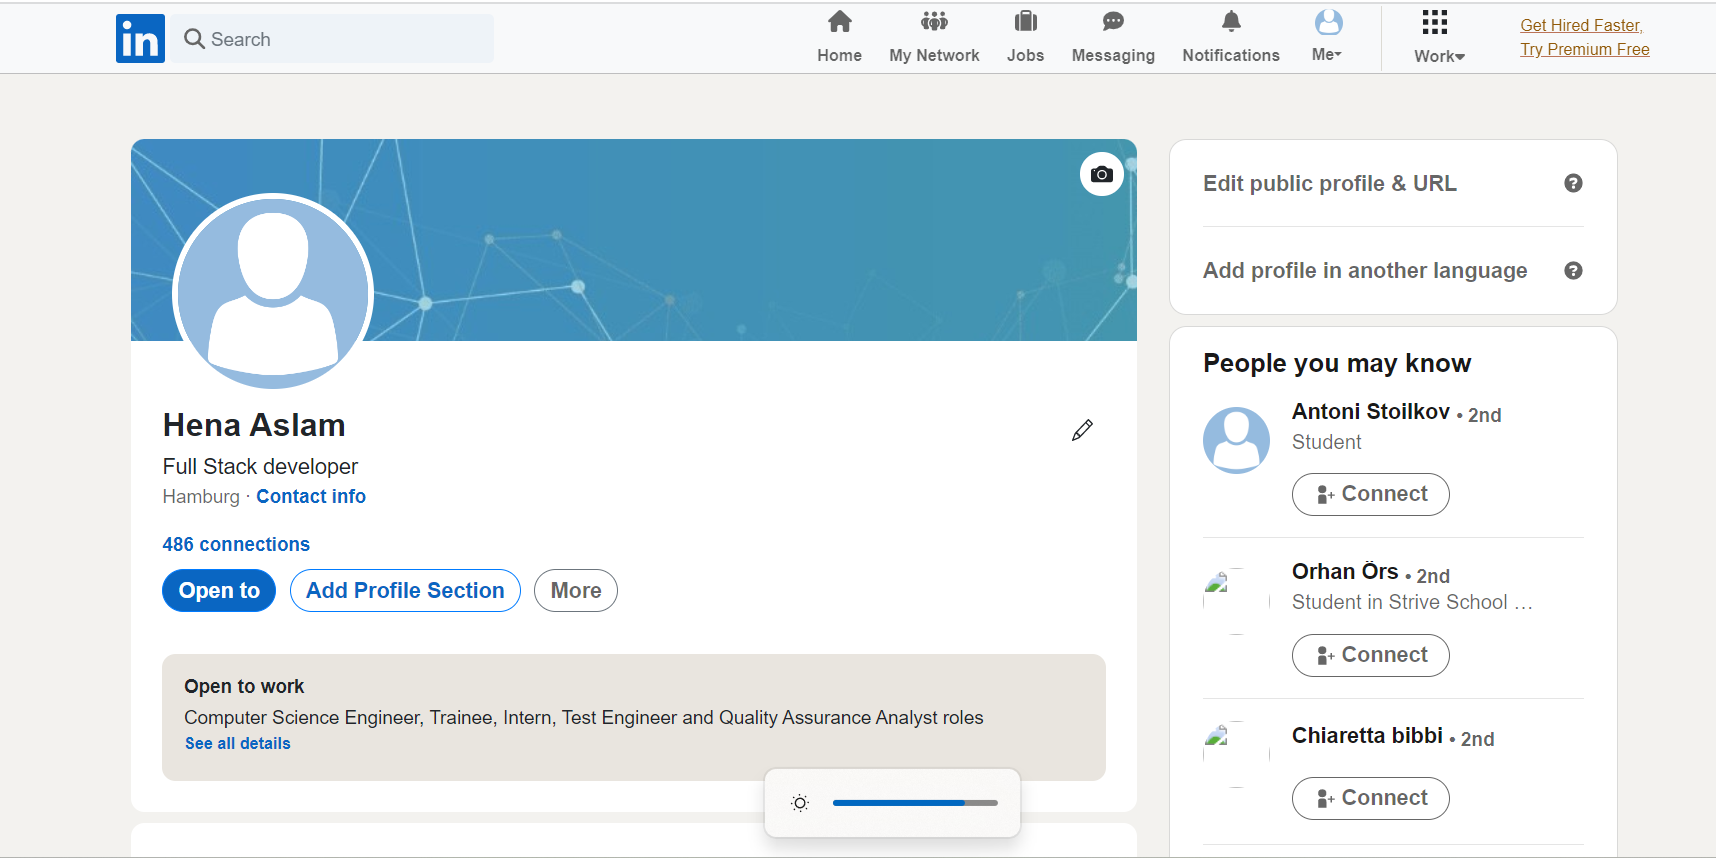 in
Search
Home
My Network
Jobs
Messaging
Notifications
Me
Work
Get Hired Faster,
Try Premium Free
Hena Aslam
Full Stack developer
Hamburg · Contact info
486 connections
Open to
Add Profile Section
More
Open to work
Computer Science Engineer, Trainee, Intern, Test Engineer and Quality Assurance Analyst roles
See all details
Edit public profile & URL
Add profile in another language
People you may know
Antoni Stoilkov • 2nd
Student
Connect
Orhan Örs • 2nd
Student in Strive School ...
Connect
Chiaretta bibbi • 2nd
Connect